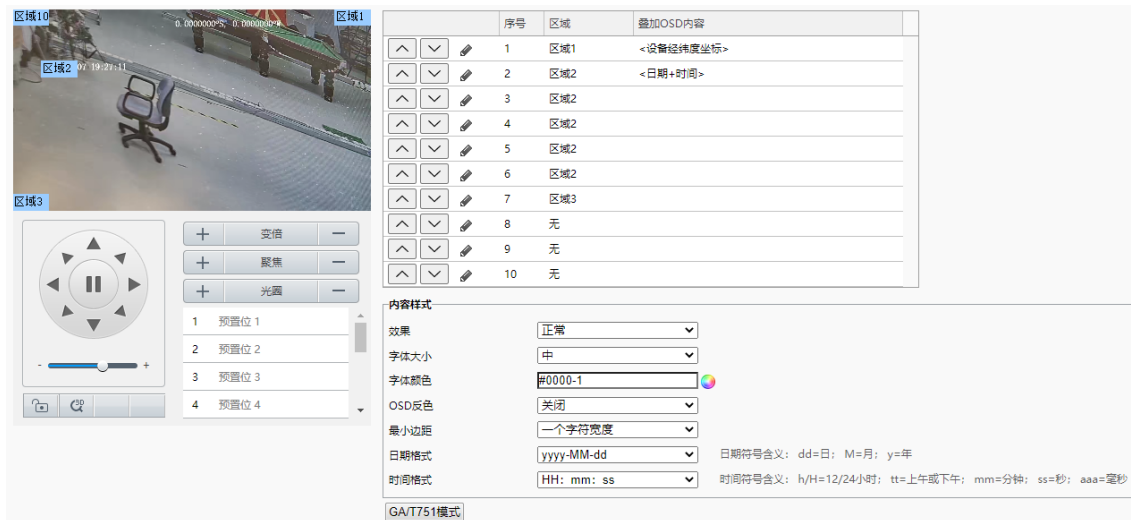 区域10
区域1
0.0000000°S, 0.0000000°W
区域2
07 19:27:11
区域3
变倍
聚焦
光圈
1 预置位 1
2 预置位 2
3 预置位 3
4 预置位 4
- +
3D
序号 区域 叠加OSD内容
1 区域1 <设备经纬度坐标>
2 区域2 <日期+时间>
3 区域2
4 区域2
5 区域2
6 区域2
7 区域3
8 无
9 无
10 无
内容样式
效果 正常
字体大小 中
字体颜色 #0000-1
OSD反色 关闭
最小边距 一个字符宽度
日期格式 yyyy-MM-dd 日期符号含义： dd=日； M=月； y=年
时间格式 HH：mm：ss 时间符号含义： h/H=12/24小时； tt=上午或下午； mm=分钟； ss=秒； aaa=毫秒
GA/T751模式